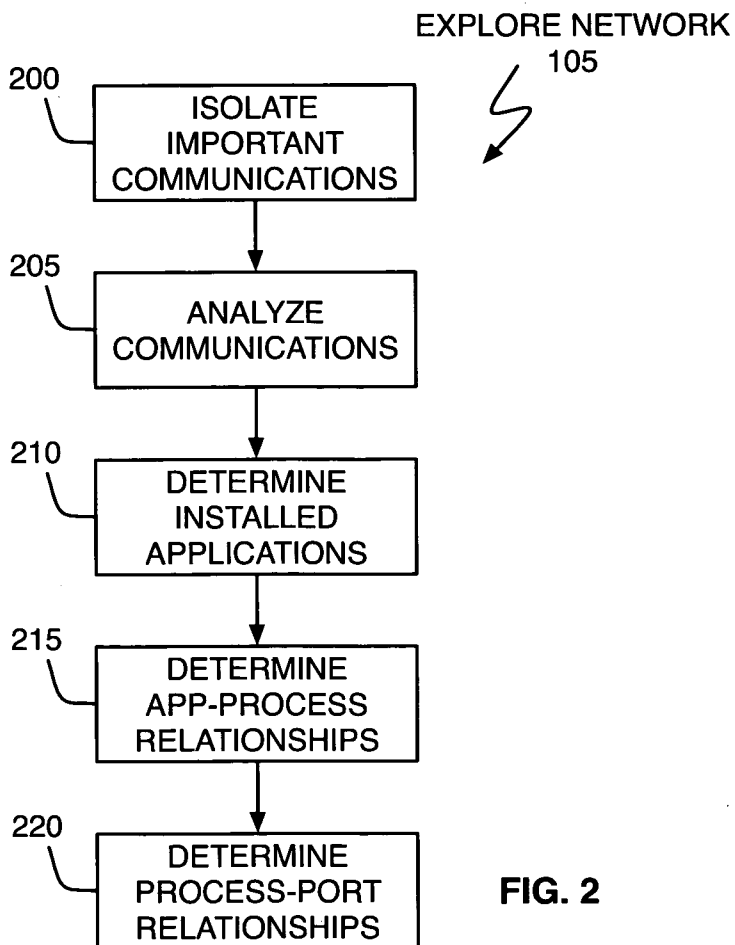 EXPLORE NETWORK
105
200
ISOLATE
IMPORTANT
COMMUNICATIONS
205
ANALYZE
COMMUNICATIONS
210
DETERMINE
INSTALLED
APPLICATIONS
215
DETERMINE
APP-PROCESS
RELATIONSHIPS
220
DETERMINE
PROCESS-PORT
RELATIONSHIPS
FIG. 2